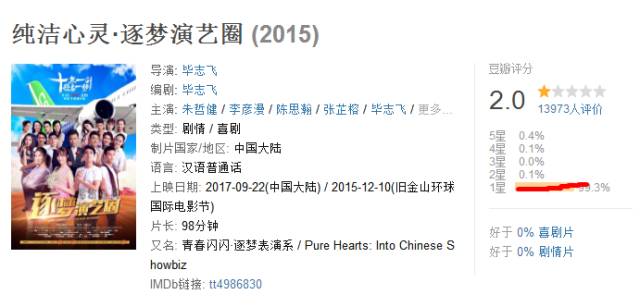 纯洁心灵·逐梦演艺圈 (2015)
导演: 毕志飞
编剧: 毕志飞
主演: 朱哲健 / 李彦漫 / 陈思瀚 / 张芷榕 / 毕志飞 / 更多...
类型: 剧情 / 喜剧
制片国家/地区: 中国大陆
语言: 汉语普通话
上映日期: 2017-09-22(中国大陆) / 2015-12-10(旧金山环球
国际电影节)
片长: 98分钟
又名: 青春闪闪·逐梦表演系 / Pure Hearts: Into Chinese S
howbiz
IMDb链接: tt4986830
豆瓣评分
2.0
13973人评价
5星 0.4%
4星 0.1%
3星 0.0%
2星 0.1%
1星 99.3%
好于 0% 喜剧片
好于 0% 剧情片
逐梦演艺圈